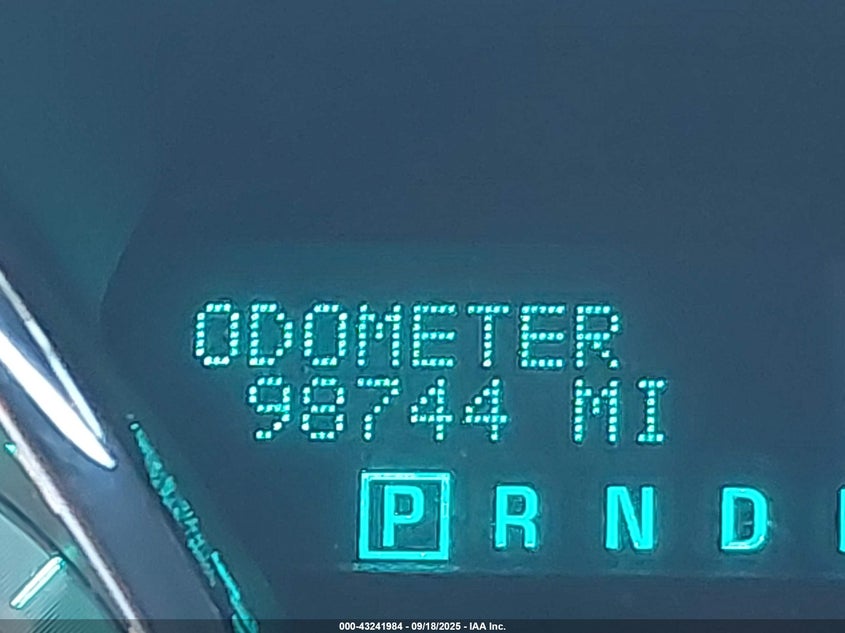 ODOMETER
98744 MI
P R N D
000-43241984 - 09/18/2025 - IAA Inc.